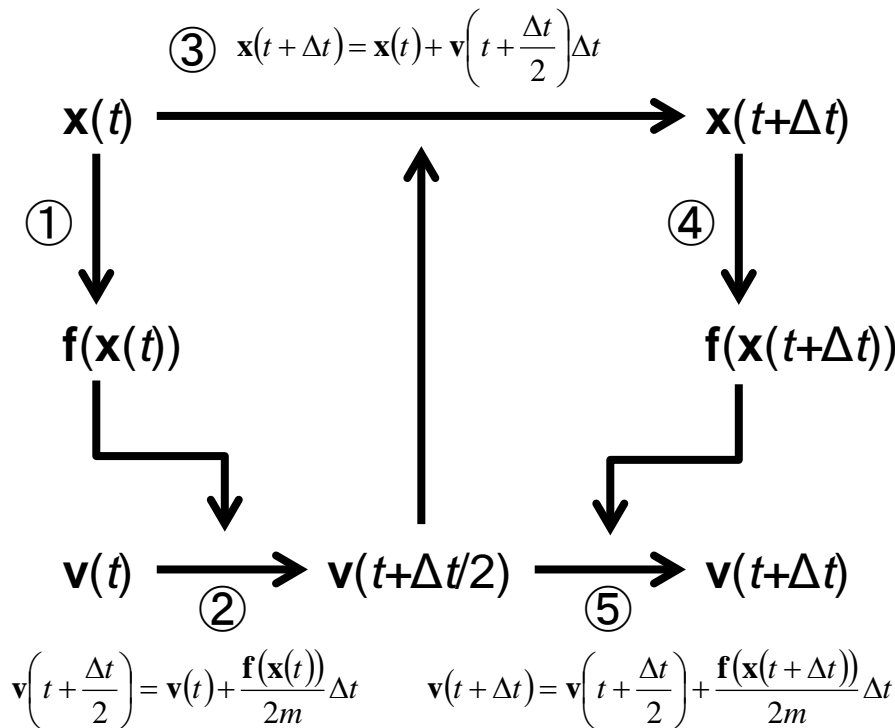 ③ x(t + Δt) = x(t) + v(t + Δt/2)Δt
x(t) x(t+Δt)
① ④
f(x(t)) f(x(t+Δt))
v(t) v(t+Δt/2) v(t+Δt)
② ⑤
v(t + Δt/2) = v(t) + f(x(t))/2m Δt v(t + Δt) = v(t + Δt/2) + f(x(t + Δt))/2m Δt